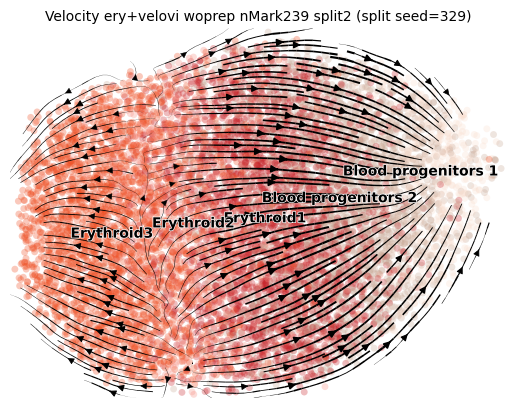 Velocity ery+velovi woprep nMark239 split2 (split seed=329)
Blood progenitors 1
Blood progenitors 2
Erythroid1
Erythroid2
Erythroid3